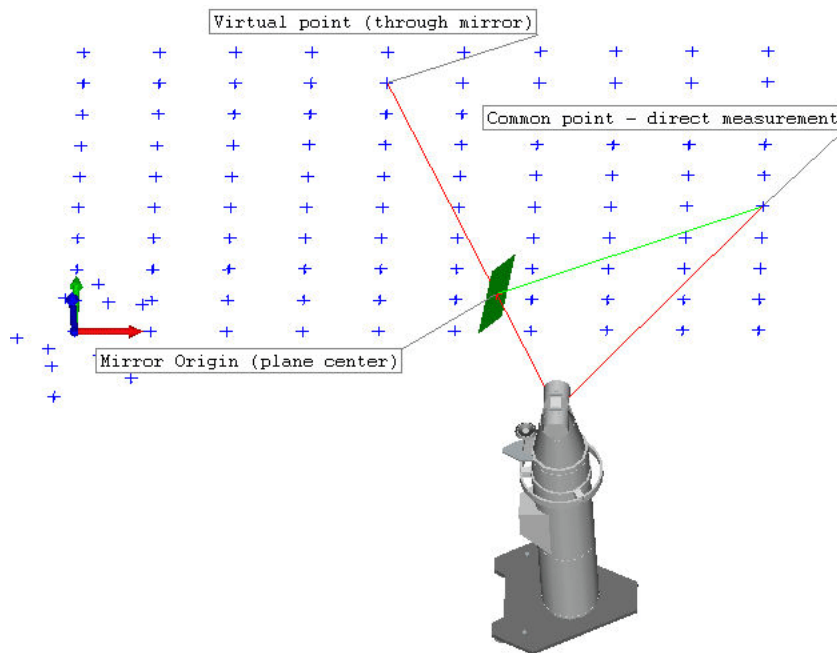 Virtual point (through mirror)
Common point - direct measurement
Mirror Origin (plane center)